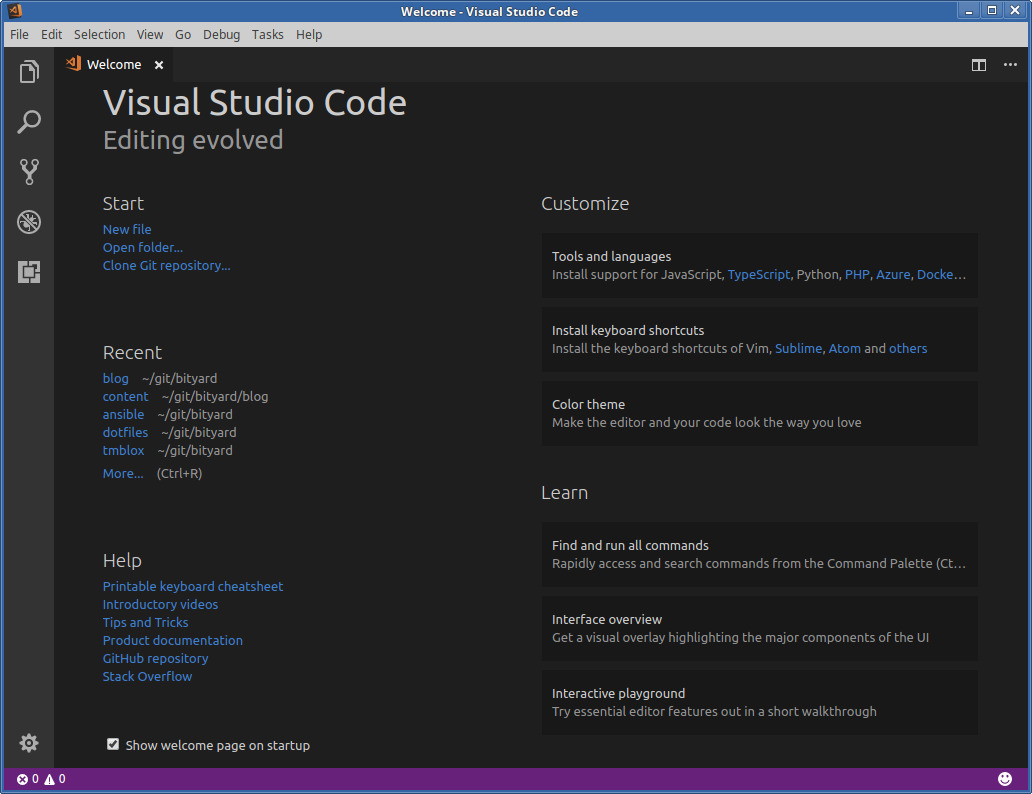 Welcome - Visual Studio Code
File Edit Selection View Go Debug Tasks Help
Welcome
Visual Studio Code
Editing evolved
Start
New file
Open folder...
Clone Git repository...
Recent
blog ~/git/bityard
content ~/git/bityard/blog
ansible ~/git/bityard
dotfiles ~/git/bityard
tmblox ~/git/bityard
More... (Ctrl+R)
Help
Printable keyboard cheatsheet
Introductory videos
Tips and Tricks
Product documentation
GitHub repository
Stack Overflow
Show welcome page on startup
Customize
Tools and languages
Install support for JavaScript, TypeScript, Python, PHP, Azure, Docke...
Install keyboard shortcuts
Install the keyboard shortcuts of Vim, Sublime, Atom and others
Color theme
Make the editor and your code look the way you love
Learn
Find and run all commands
Rapidly access and search commands from the Command Palette (Ct...
Interface overview
Get a visual overlay highlighting the major components of the UI
Interactive playground
Try essential editor features out in a short walkthrough
0 0